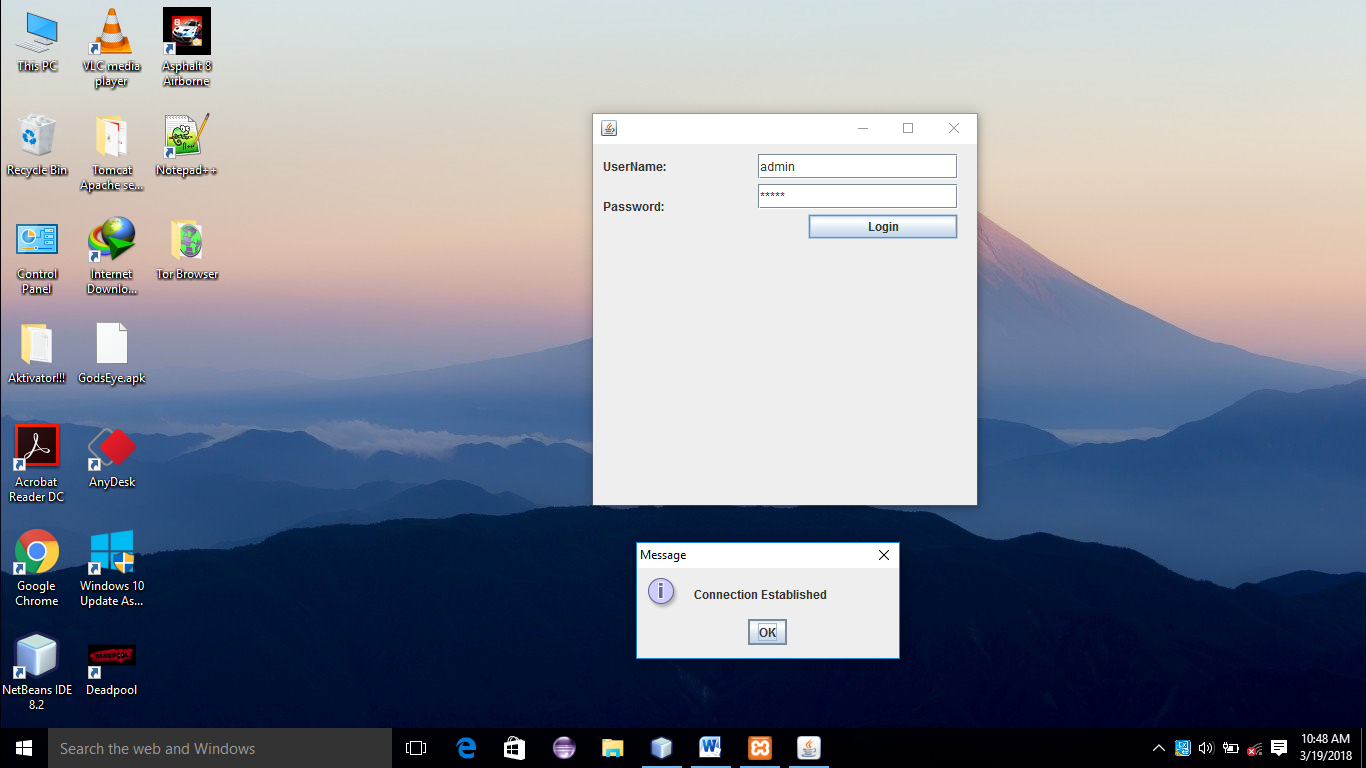 This PC
VLC media
player
Asphalt 8
Airborne
Recycle Bin
Tomcat
Apache se...
Notepad++
Control
Panel
Internet
Downlo...
Tor Browser
Aktivator!!!
GodsEye.apk
Acrobat
Reader DC
AnyDesk
Google
Chrome
Windows 10
Update As...
NetBeans IDE
8.2
Deadpool
UserName:
admin
Password:
*****
Login
Message
Connection Established
OK
Search the web and Windows
10:48 AM
3/19/2018